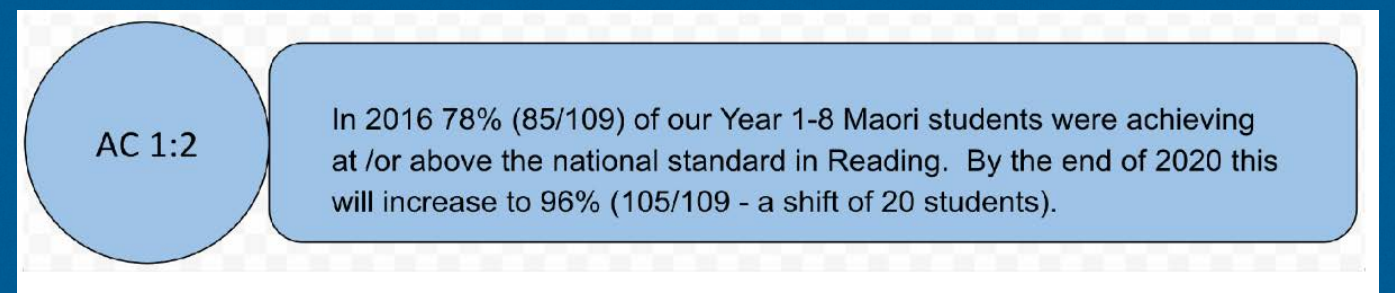 AC 1:2
In 2016 78% (85/109) of our Year 1-8 Maori students were achieving
at /or above the national standard in Reading.  By the end of 2020 this
will increase to 96% (105/109 - a shift of 20 students).